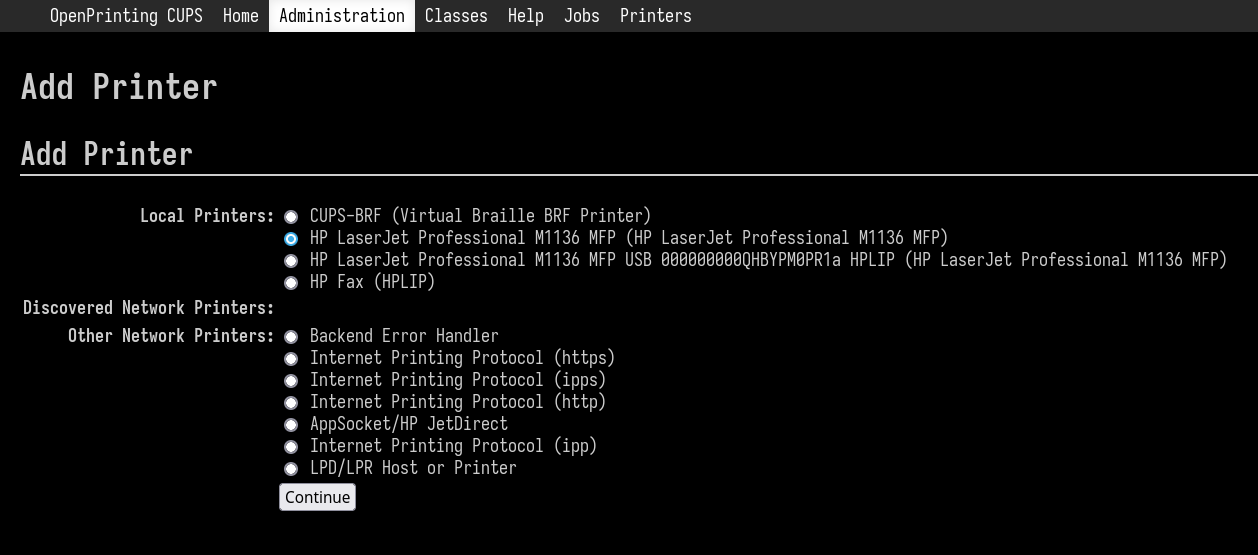 OpenPrinting CUPS Home Administration Classes Help Jobs Printers
Add Printer
Add Printer
Local Printers: CUPS-BRF (Virtual Braille BRF Printer)
HP LaserJet Professional M1136 MFP (HP LaserJet Professional M1136 MFP)
HP LaserJet Professional M1136 MFP USB 000000000QHBYPM0PR1a HPLIP (HP LaserJet Professional M1136 MFP)
HP Fax (HPLIP)
Discovered Network Printers:
Other Network Printers: Backend Error Handler
Internet Printing Protocol (https)
Internet Printing Protocol (ipps)
Internet Printing Protocol (http)
AppSocket/HP JetDirect
Internet Printing Protocol (ipp)
LPD/LPR Host or Printer
Continue